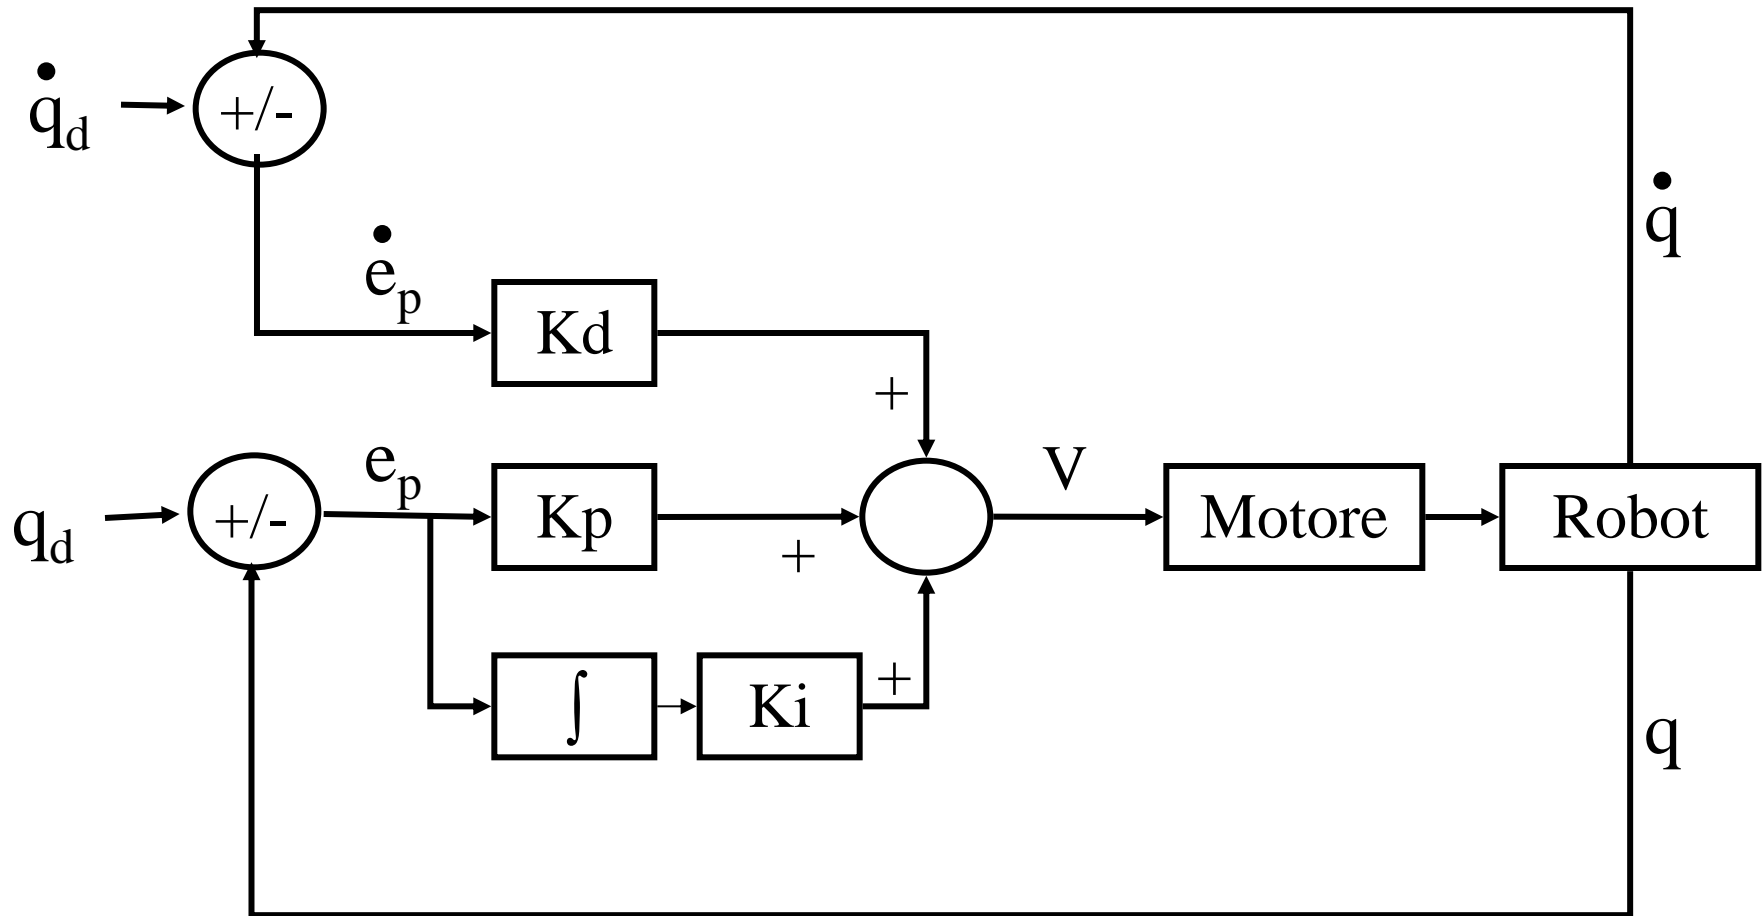 q̇d
+/-
q̇
ėp
Kd
+
ep
V
qd
+/-
Kp
Motore
Robot
+
∫
Ki
+
q